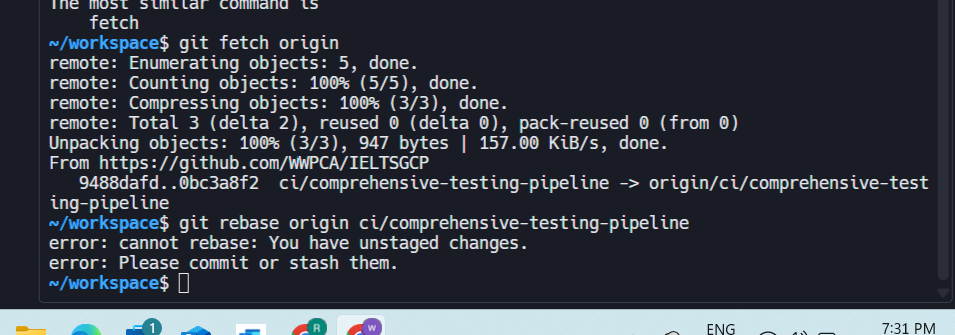 The most similar command is
    fetch
~/workspace$ git fetch origin
remote: Enumerating objects: 5, done.
remote: Counting objects: 100% (5/5), done.
remote: Compressing objects: 100% (3/3), done.
remote: Total 3 (delta 2), reused 0 (delta 0), pack-reused 0 (from 0)
Unpacking objects: 100% (3/3), 947 bytes | 157.00 KiB/s, done.
From https://github.com/WWPCA/IELTSGCP
   9488dafd..0bc3a8f2  ci/comprehensive-testing-pipeline -> origin/ci/comprehensive-test
ing-pipeline
~/workspace$ git rebase origin ci/comprehensive-testing-pipeline
error: cannot rebase: You have unstaged changes.
error: Please commit or stash them.
~/workspace$
1 R W ENG 7:31 PM